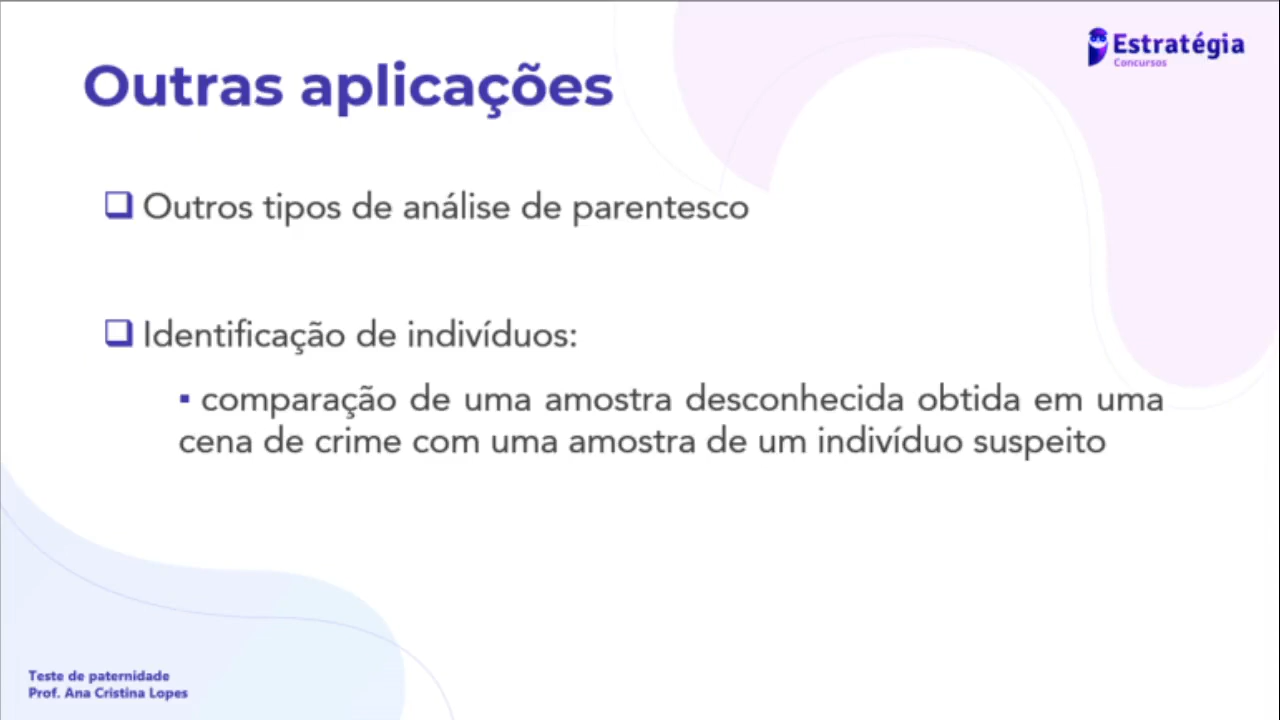 Estratégia
Concursos
Outras aplicações
Outros tipos de análise de parentesco
Identificação de indivíduos:
▪ comparação de uma amostra desconhecida obtida em uma
cena de crime com uma amostra de um indivíduo suspeito
Teste de paternidade
Prof. Ana Cristina Lopes